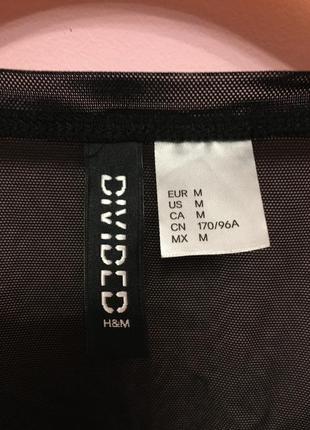 DIVIDED
H&M
EUR M
US M
CA M
CN 170/96A
MX M